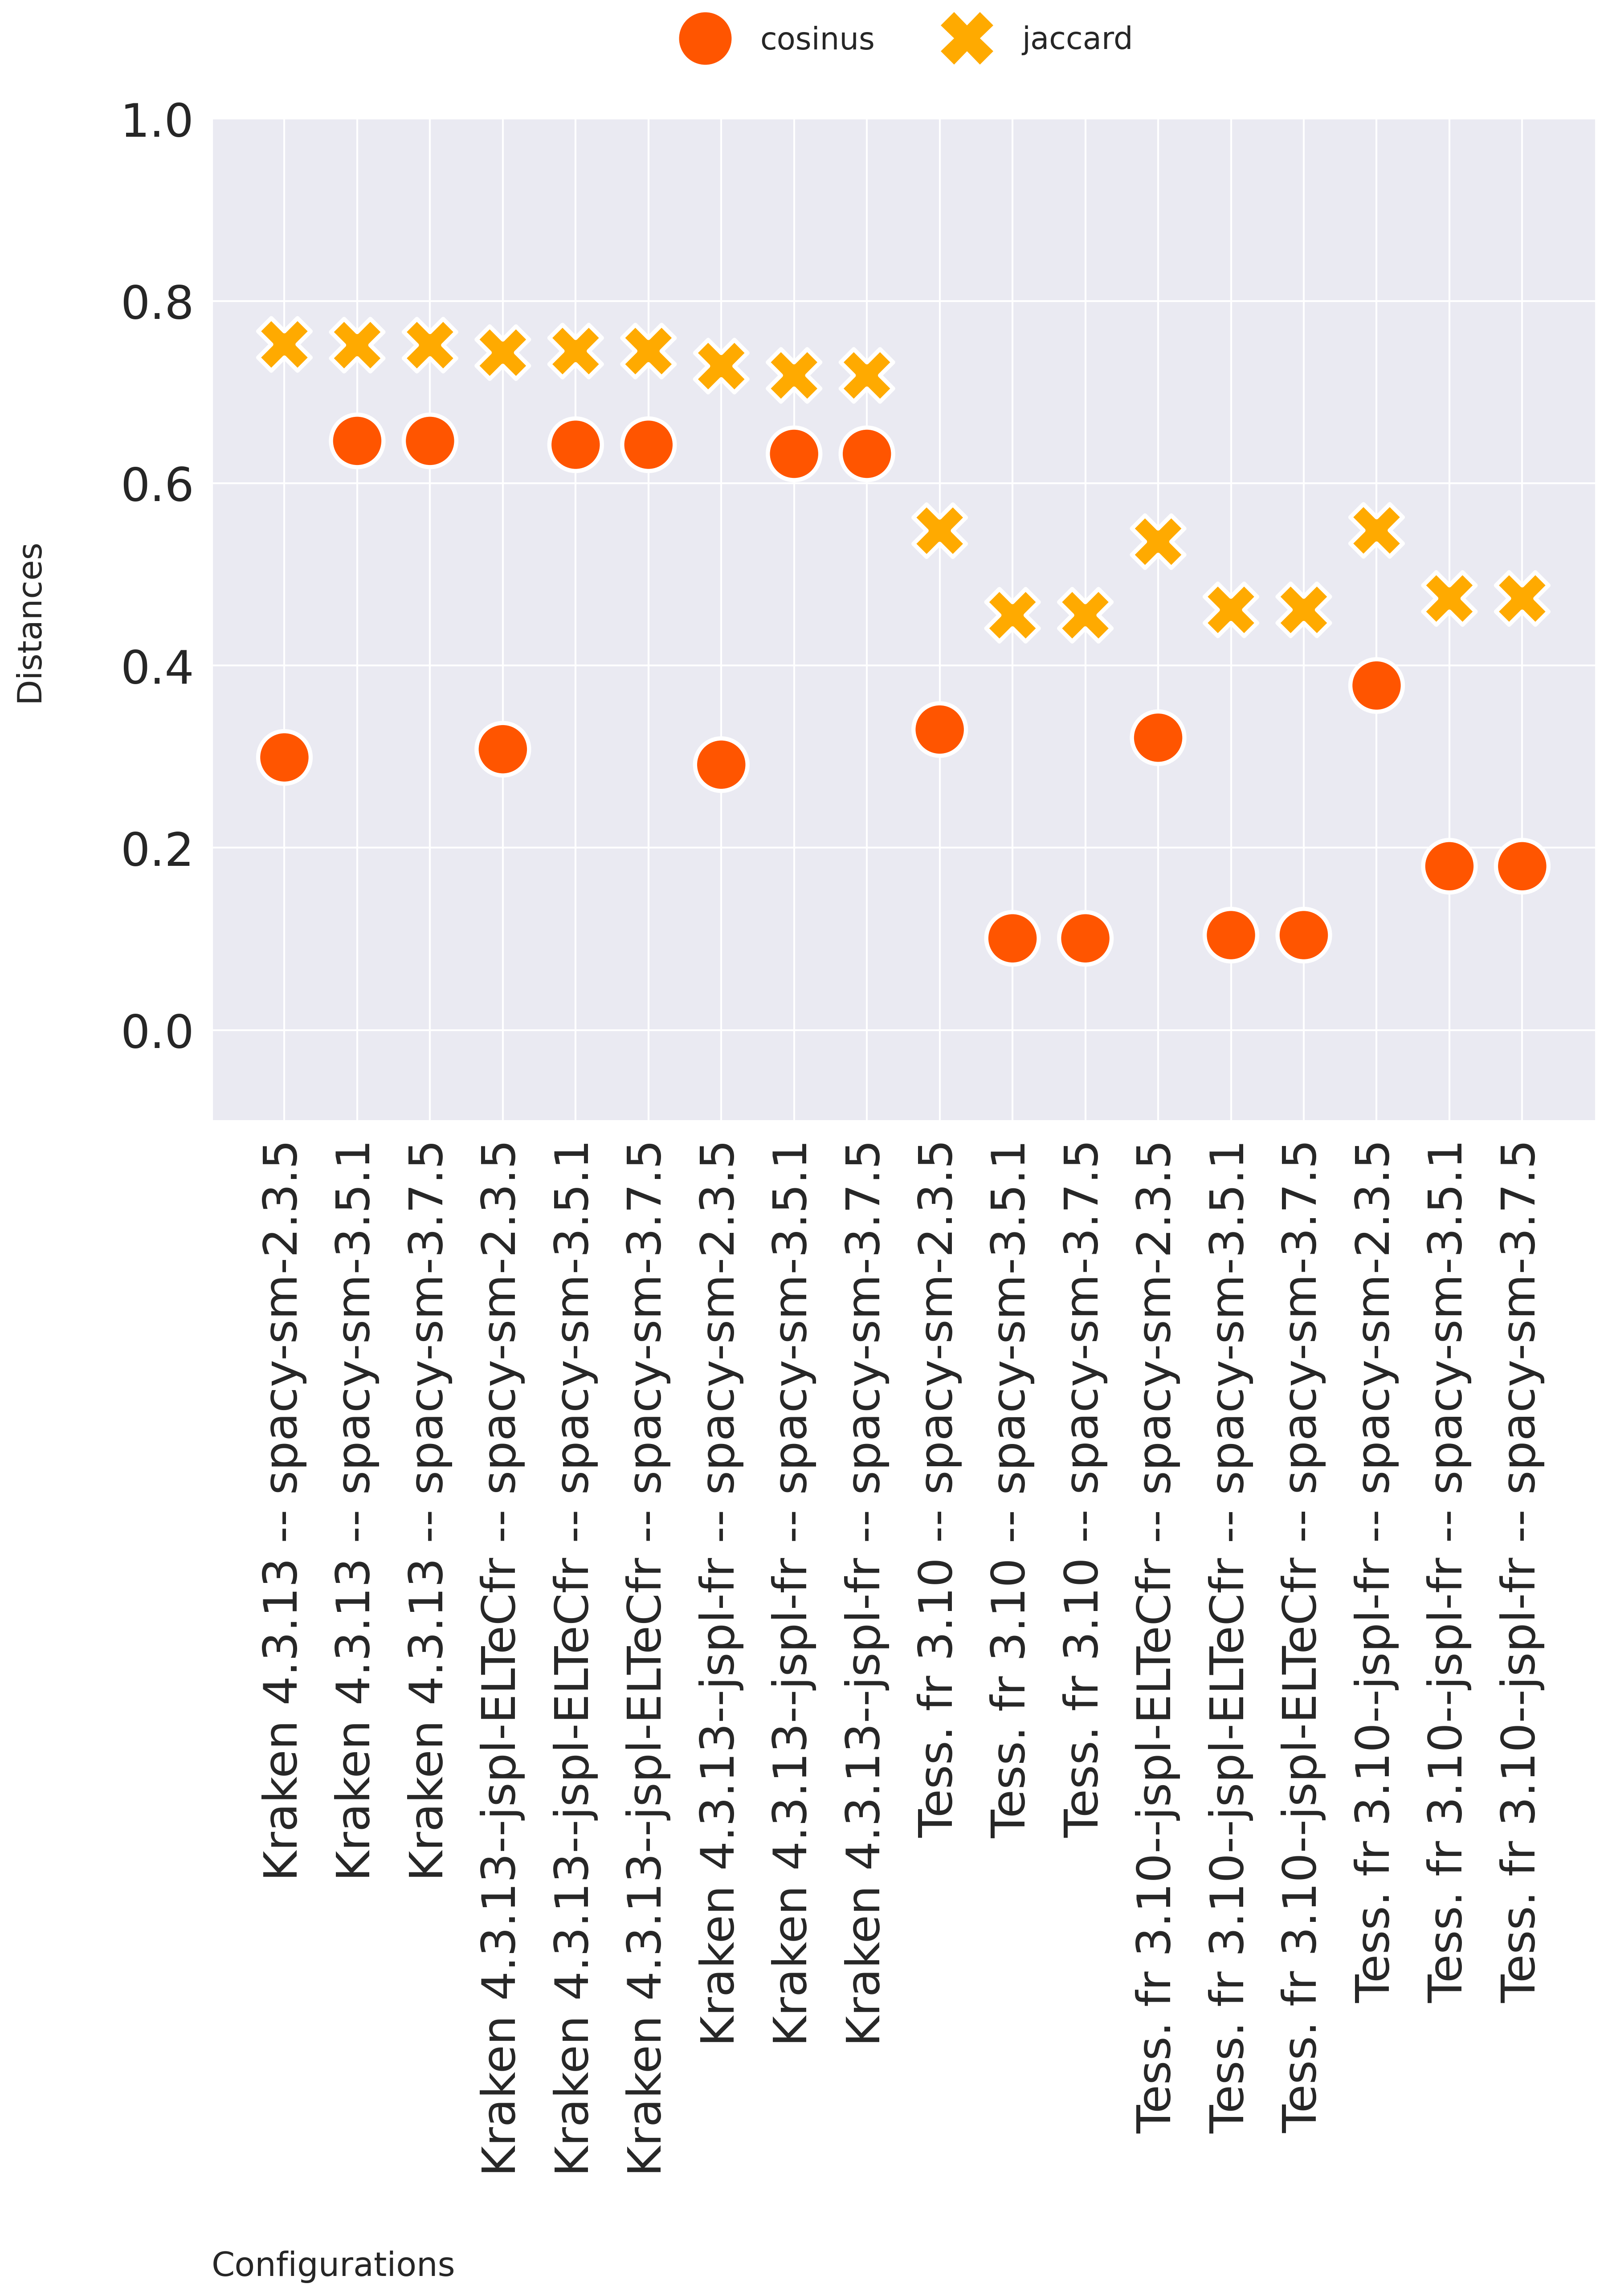 cosinus jaccard
1.0
0.8
0.6
0.4
0.2
0.0
Distances
Kraken 4.3.13 -- spacy-sm-2.3.5
Kraken 4.3.13 -- spacy-sm-3.5.1
Kraken 4.3.13 -- spacy-sm-3.7.5
Kraken 4.3.13--jspl-ELTeCfr -- spacy-sm-2.3.5
Kraken 4.3.13--jspl-ELTeCfr -- spacy-sm-3.5.1
Kraken 4.3.13--jspl-ELTeCfr -- spacy-sm-3.7.5
Kraken 4.3.13--jspl-fr -- spacy-sm-2.3.5
Kraken 4.3.13--jspl-fr -- spacy-sm-3.5.1
Kraken 4.3.13--jspl-fr -- spacy-sm-3.7.5
Tess. fr 3.10 -- spacy-sm-2.3.5
Tess. fr 3.10 -- spacy-sm-3.5.1
Tess. fr 3.10 -- spacy-sm-3.7.5
Tess. fr 3.10--jspl-ELTeCfr -- spacy-sm-2.3.5
Tess. fr 3.10--jspl-ELTeCfr -- spacy-sm-3.5.1
Tess. fr 3.10--jspl-ELTeCfr -- spacy-sm-3.7.5
Tess. fr 3.10--jspl-fr -- spacy-sm-2.3.5
Tess. fr 3.10--jspl-fr -- spacy-sm-3.5.1
Tess. fr 3.10--jspl-fr -- spacy-sm-3.7.5
Configurations